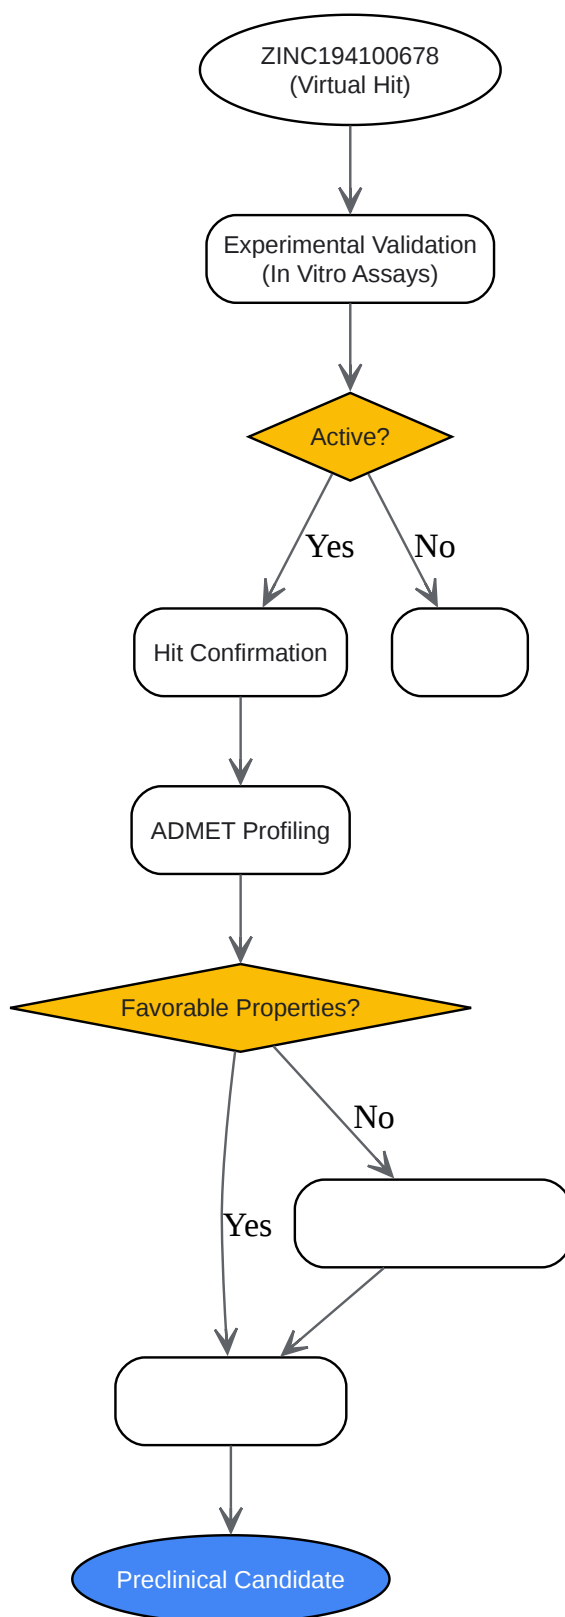 ZINC194100678
(Virtual Hit)
Experimental Validation
(In Vitro Assays)
Active?
Yes
No
Hit Confirmation
ADMET Profiling
Favorable Properties?
No
Yes
Preclinical Candidate